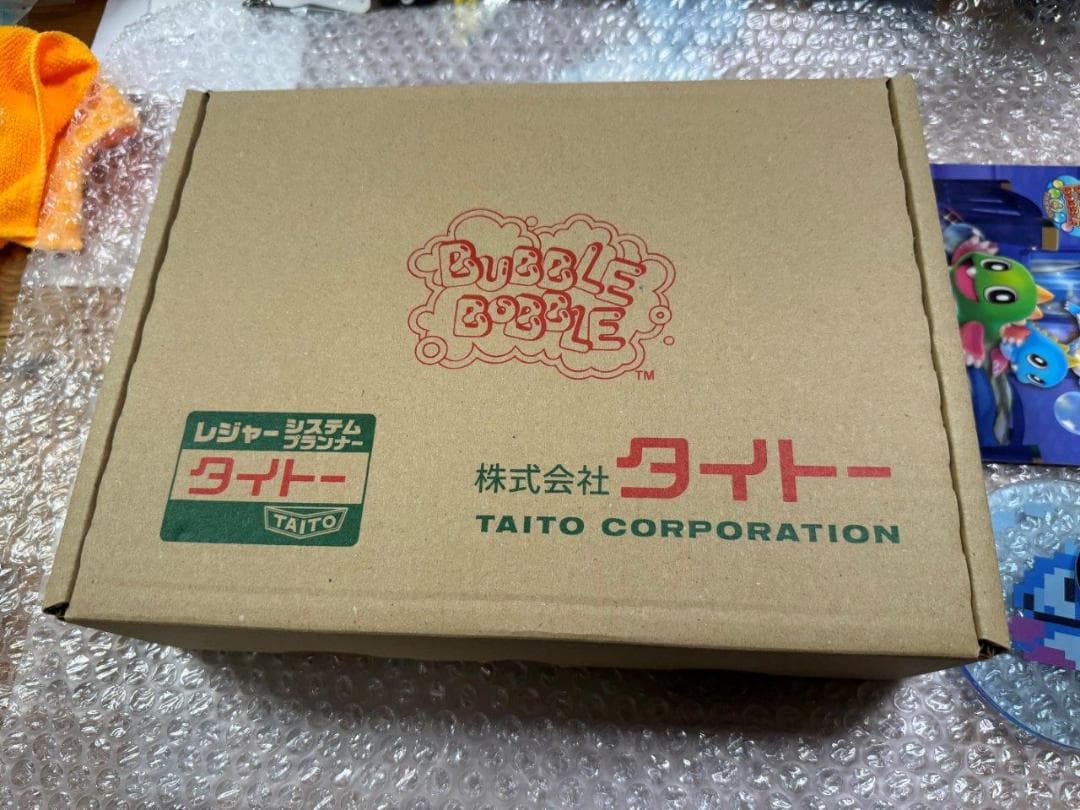 BUBBLE
BOBBLE
TM
レジャー システム
プランナー
タイトー
TAITO
株式会社 タイトー
TAITO CORPORATION